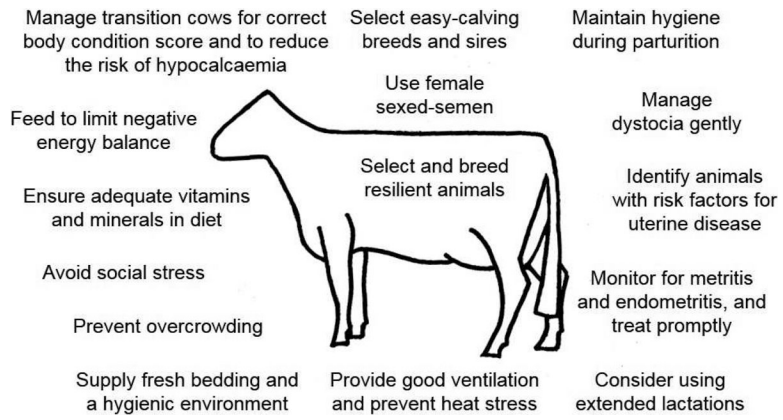 Manage transition cows for correct
body condition score and to reduce
the risk of hypocalcaemia
Select easy-calving
breeds and sires
Maintain hygiene
during parturition
Use female
sexed-semen
Feed to limit negative
energy balance
Manage
dystocia gently
Select and breed
resilient animals
Ensure adequate vitamins
and minerals in diet
Identify animals
with risk factors for
uterine disease
Avoid social stress
Monitor for metritis
and endometritis, and
treat promptly
Prevent overcrowding
Supply fresh bedding and
a hygienic environment
Provide good ventilation
and prevent heat stress
Consider using
extended lactations